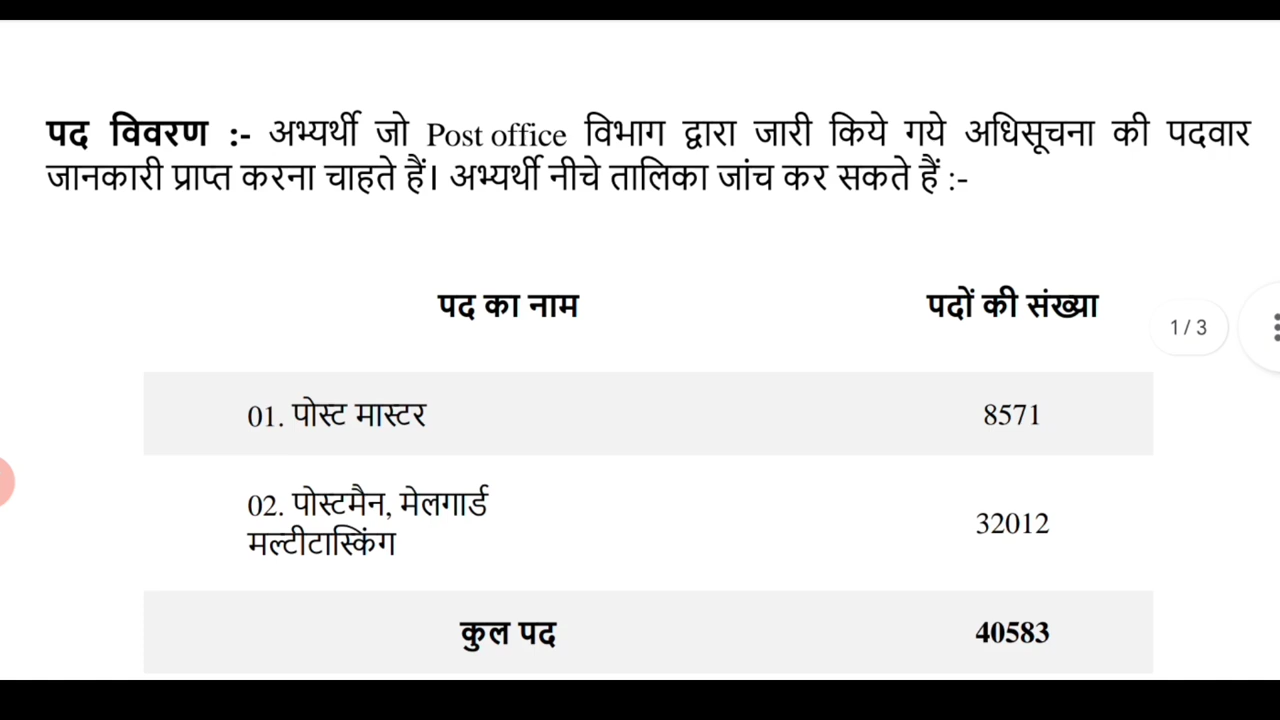 पद विवरण :- अभ्यर्थी जो Post office विभाग द्वारा जारी किये गये अधिसूचना की पदवार
जानकारी प्राप्त करना चाहते हैं। अभ्यर्थी नीचे तालिका जांच कर सकते हैं :-
पद का नाम पदों की संख्या
1 / 3
01. पोस्ट मास्टर 8571
02. पोस्टमैन, मेलगार्ड
मल्टीटास्किंग
32012
कुल पद 40583